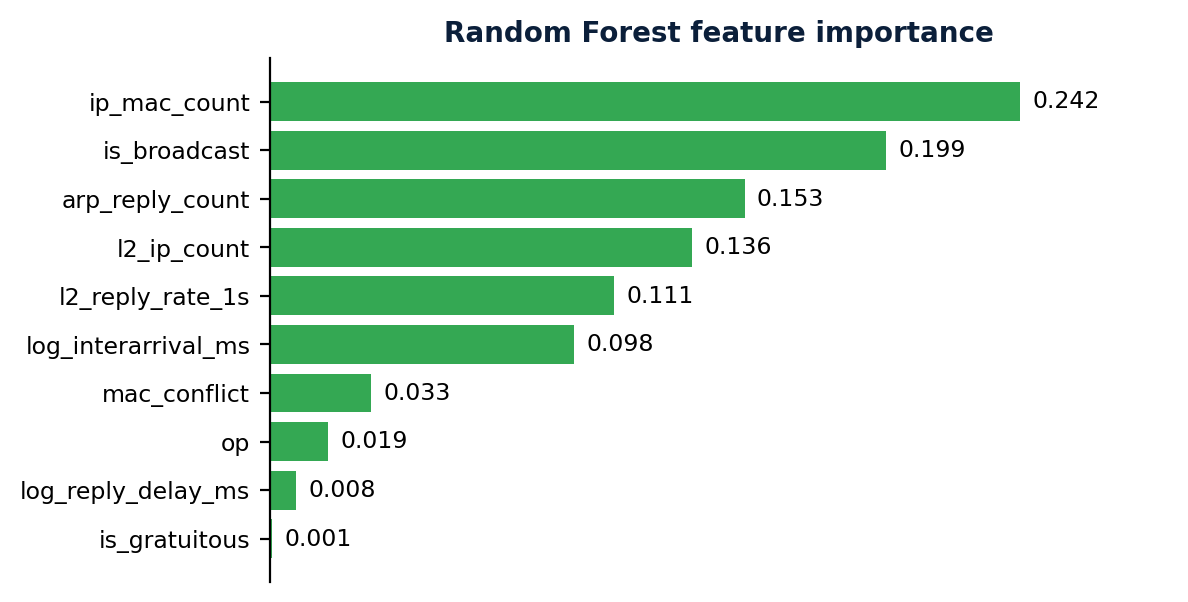 Random Forest feature importance
ip_mac_count 0.242
is_broadcast 0.199
arp_reply_count 0.153
l2_ip_count 0.136
l2_reply_rate_1s 0.111
log_interarrival_ms 0.098
mac_conflict 0.033
op 0.019
log_reply_delay_ms 0.008
is_gratuitous 0.001